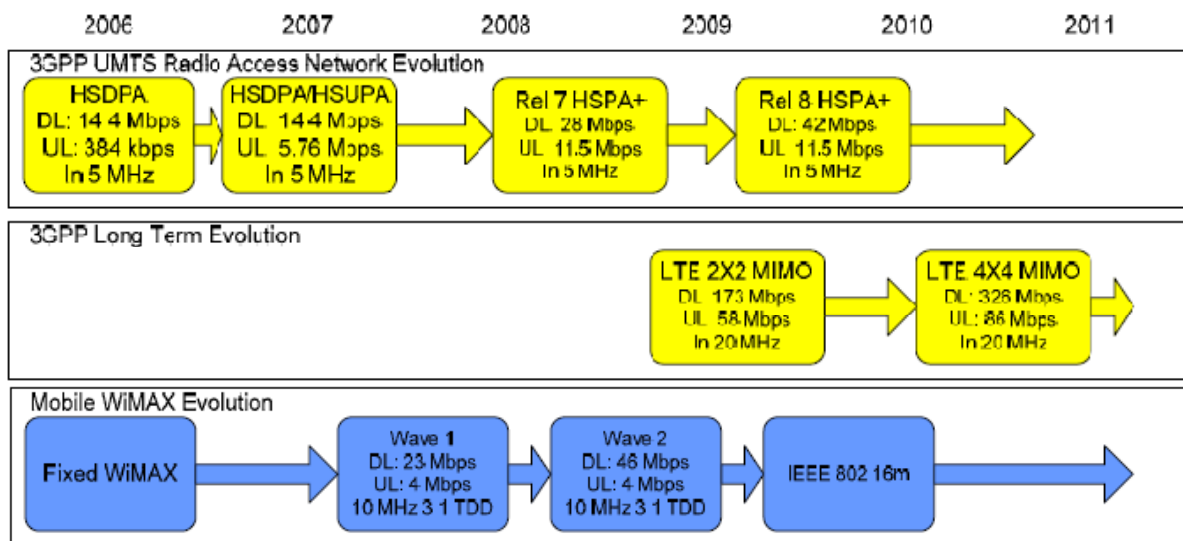 2006 2007 2008 2009 2010 2011
3GPP UMTS Radio Access Network Evolution
HSDPA
DL: 14.4 Mbps
UL: 384 kbps
In 5 MHz
HSDPA/HSUPA
DL 14.4 Mbps
UL 5.76 Mbps
In 5 MHz
Rel 7 HSPA+
DL: 28 Mbps
UL 11.5 Mbps
In 5 MHz
Rel 8 HSPA+
DL: 42 Mbps
UL 11.5 Mbps
In 5 MHz
3GPP Long Term Evolution
LTE 2X2 MIMO
DL 173 Mbps
UL 58 Mbps
In 20 MHz
LTE 4X4 MIMO
DL: 326 Mbps
UL: 86 Mbps
In 20 MHz
Mobile WiMAX Evolution
Fixed WiMAX
Wave 1
DL: 23 Mbps
UL: 4 Mbps
10 MHz 3 1 TDD
Wave 2
DL: 46 Mbps
UL: 4 Mbps
10 MHz 3 1 TDD
IEEE 802 16m